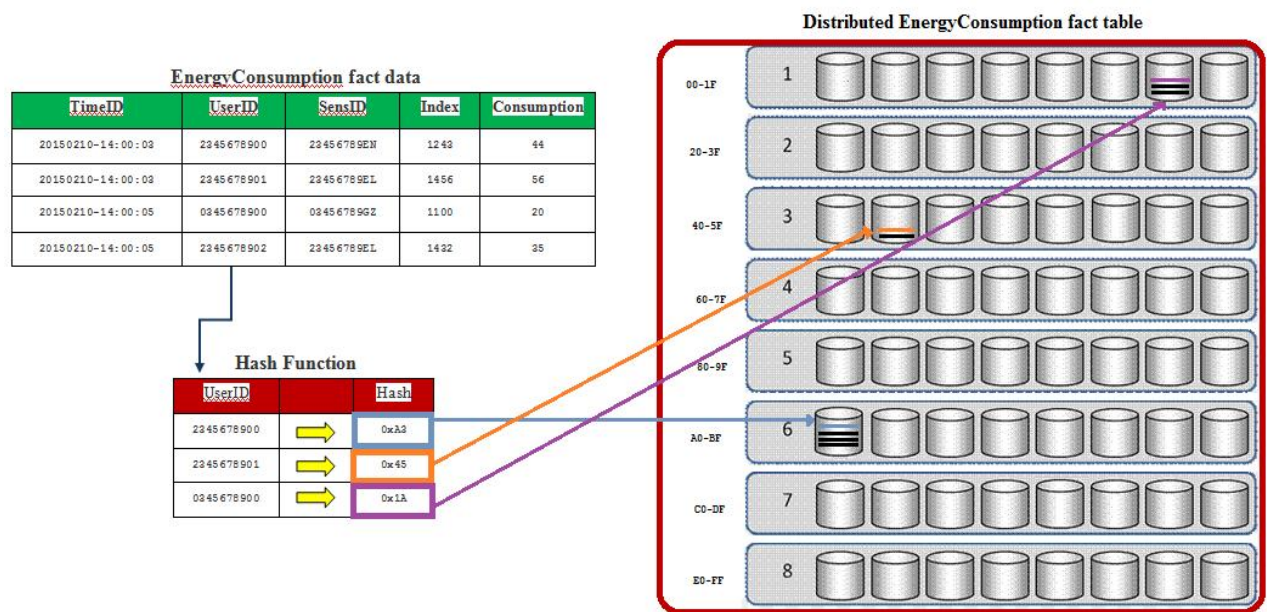 Distributed EnergyConsumption fact table
EnergyConsumption fact data
TimeID UserID SensID Index Consumption
20150210-14:00:03 2345678900 23456789EN 1243 44
20150210-14:00:03 2345678901 23456789EL 1456 56
20150210-14:00:05 0345678900 03456789GZ 1100 20
20150210-14:00:05 2345678902 23456789EL 1432 35
Hash Function
UserID Hash
2345678900 0xA3
2345678901 0x45
0345678900 0x1A
00-1F 1
20-3F 2
40-5F 3
60-7F 4
80-9F 5
A0-BF 6
C0-DF 7
E0-FF 8